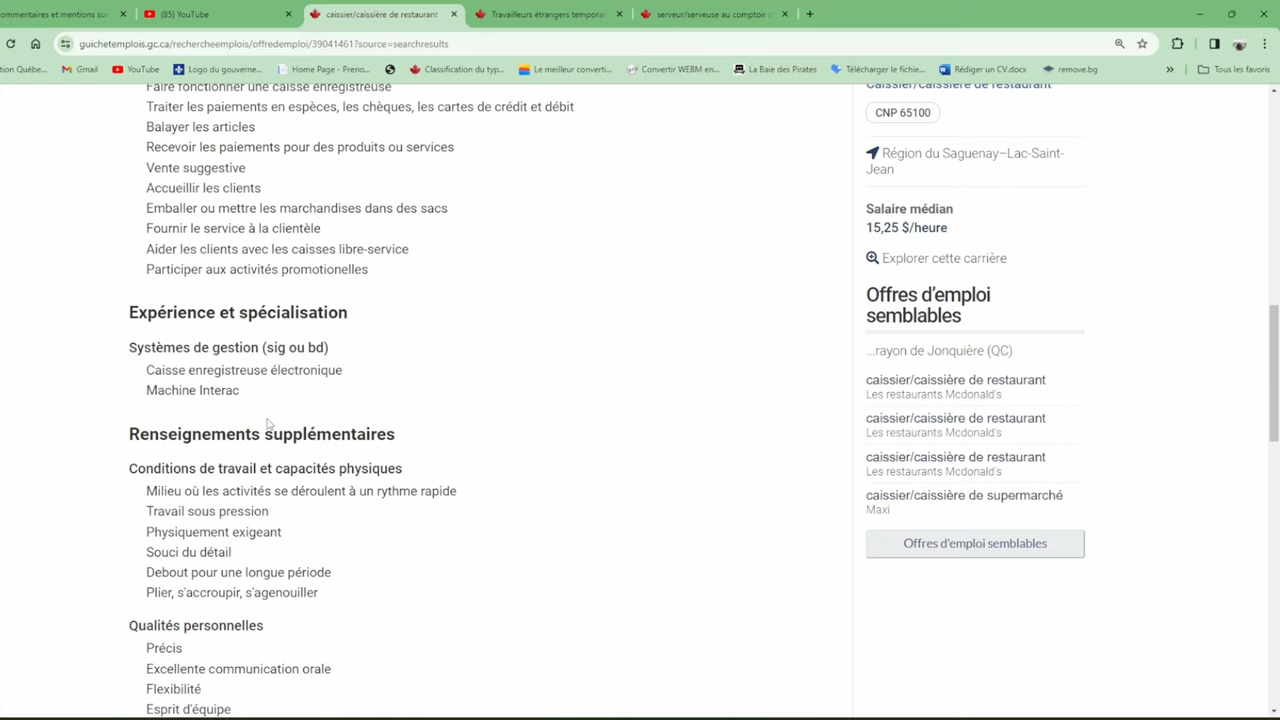 ommentaires et mentions sur
(85) YouTube
caissier/caissière de restaurant
Travailleurs étrangers temporai
serveur/serveuse au comptoir d
guichetemplois.gc.ca/rechercheemplois/offredemploi/39041461?source=searchresults
tion Québe...
Gmail
YouTube
Logo du gouverne...
Home Page - Preno...
Classification du typ...
Le meilleur converti...
Convertir WEBM en...
La Baie des Pirates
Télécharger le fichie...
Rédiger un CV.docx
remove.bg
»
Tous les favoris
Faire fonctionner une caisse enregistreuse
Traiter les paiements en espèces, les chèques, les cartes de crédit et débit
Balayer les articles
Recevoir les paiements pour des produits ou services
Vente suggestive
Accueillir les clients
Emballer ou mettre les marchandises dans des sacs
Fournir le service à la clientèle
Aider les clients avec les caisses libre-service
Participer aux activités promotionelles
Expérience et spécialisation
Systèmes de gestion (sig ou bd)
Caisse enregistreuse électronique
Machine Interac
Renseignements supplémentaires
Conditions de travail et capacités physiques
Milieu où les activités se déroulent à un rythme rapide
Travail sous pression
Physiquement exigeant
Souci du détail
Debout pour une longue période
Plier, s'accroupir, s'agenouiller
Qualités personnelles
Précis
Excellente communication orale
Flexibilité
Esprit d'équipe
Caissier/caissière de restaurant
CNP 65100
Région du Saguenay–Lac-Saint-
Jean
Salaire médian
15,25 $/heure
Explorer cette carrière
Offres d'emploi
semblables
...rayon de Jonquière (QC)
caissier/caissière de restaurant
Les restaurants Mcdonald's
caissier/caissière de restaurant
Les restaurants Mcdonald's
caissier/caissière de restaurant
Les restaurants Mcdonald's
caissier/caissière de supermarché
Maxi
Offres d'emploi semblables